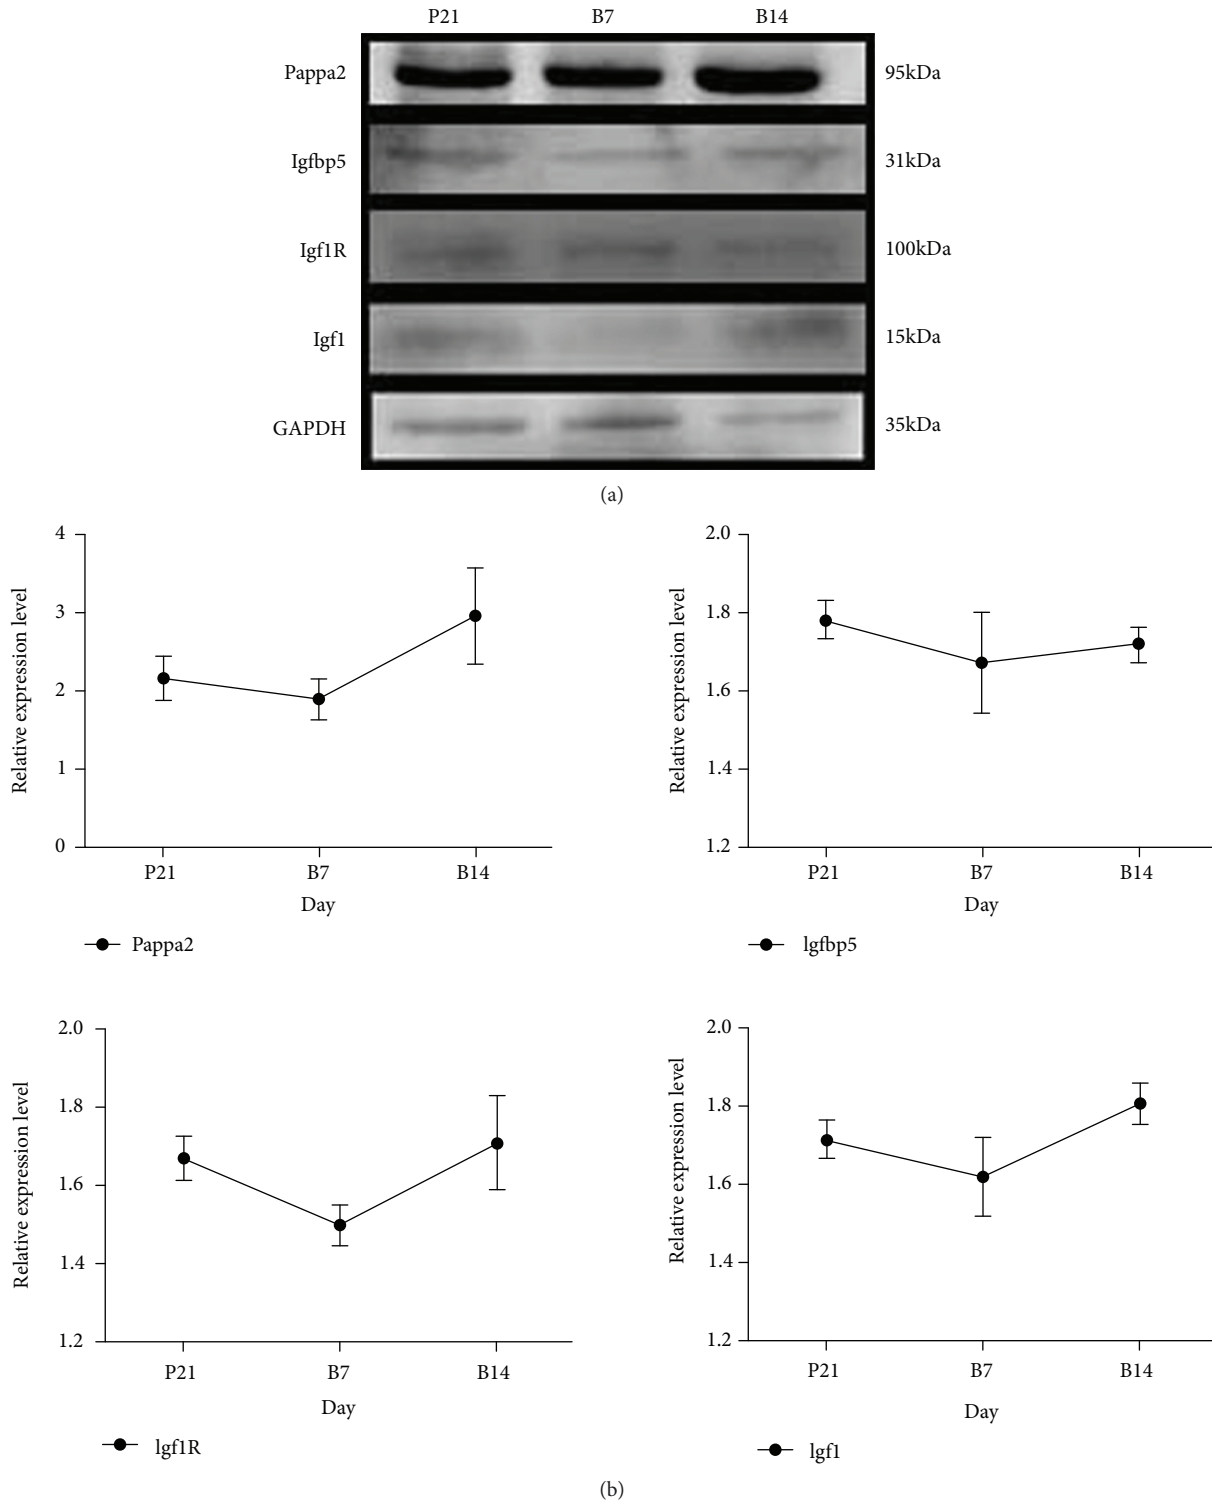 P21 B7 B14
Pappa2 95kDa
Igfbp5 31kDa
Igf1R 100kDa
Igf1 15kDa
GAPDH 35kDa
(a)
Relative expression level
4
3
2
1
0
P21 B7 B14
Day
Pappa2
Relative expression level
2.0
1.8
1.6
1.4
1.2
P21 B7 B14
Day
lgfbp5
Relative expression level
2.0
1.8
1.6
1.4
1.2
P21 B7 B14
Day
lgf1R
Relative expression level
2.0
1.8
1.6
1.4
1.2
P21 B7 B14
Day
lgf1
(b)